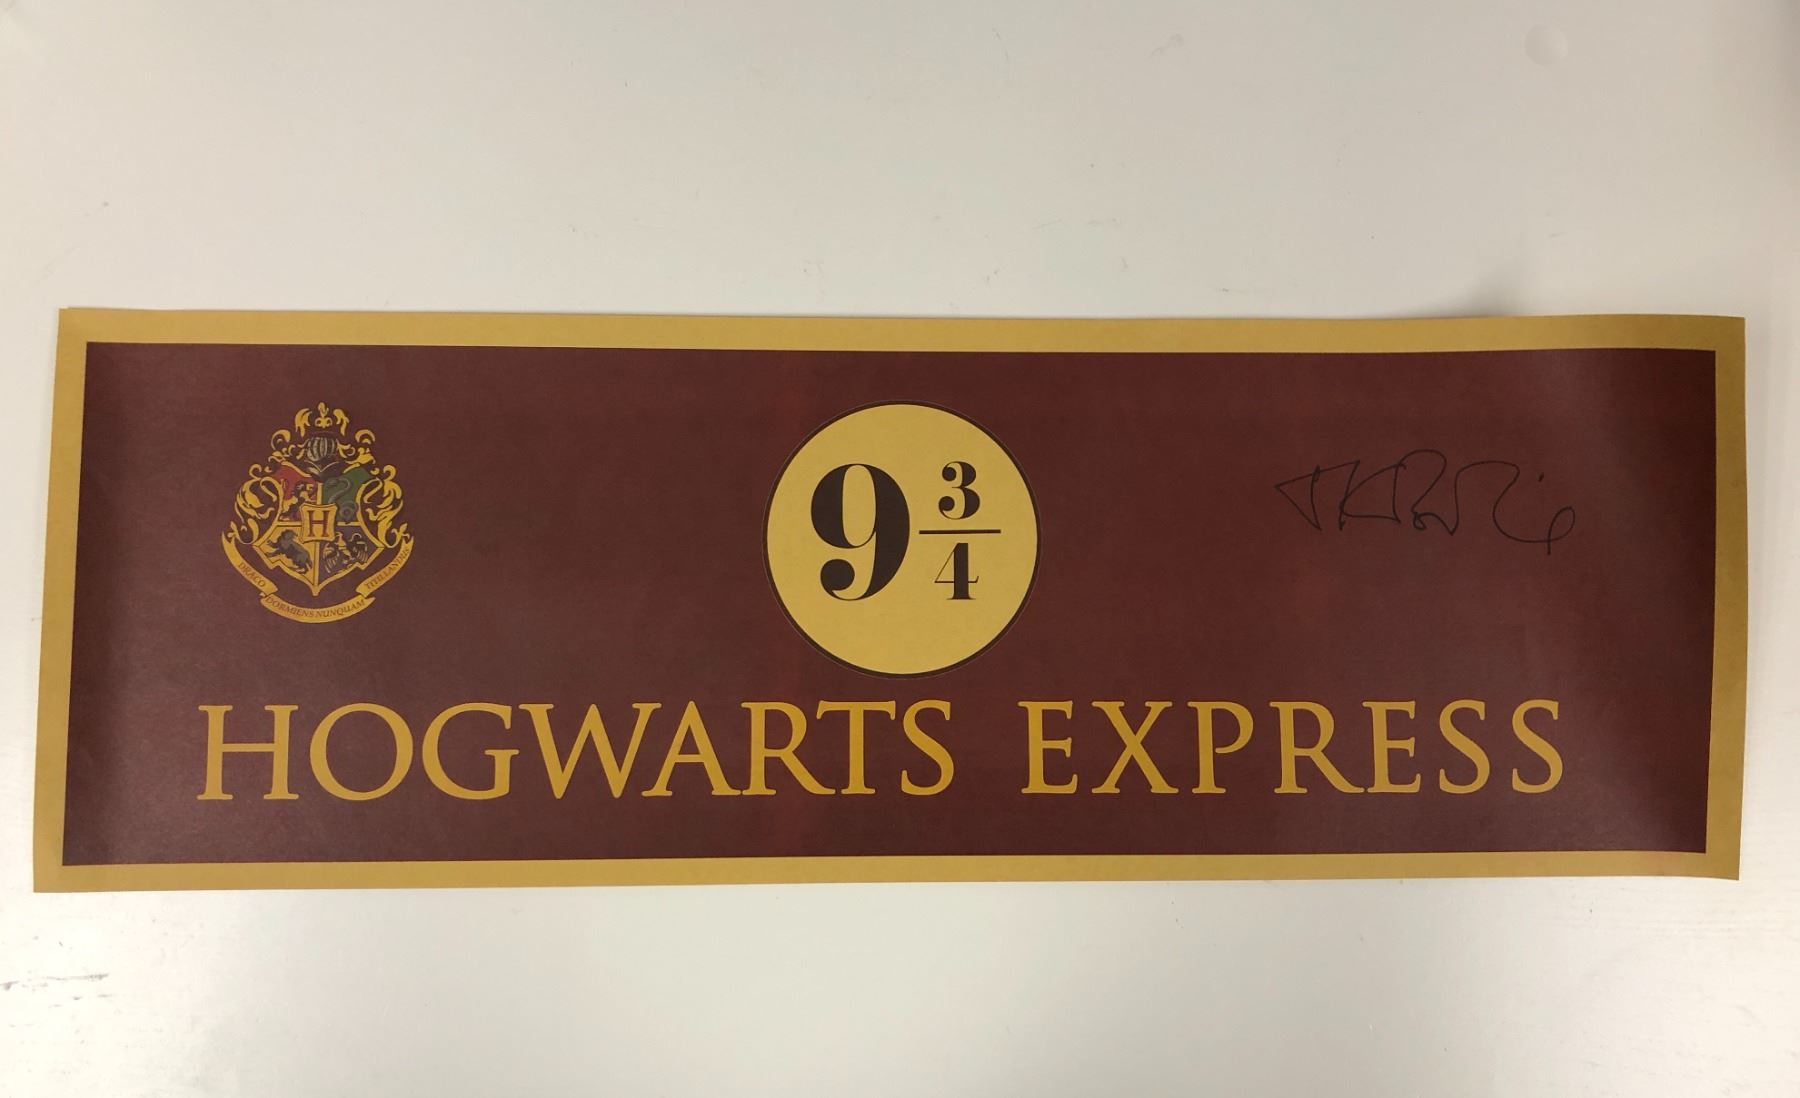 H
DRACO DORMIENS NUNQUAM TITILLANDUS
9 3/4
HOGWARTS EXPRESS